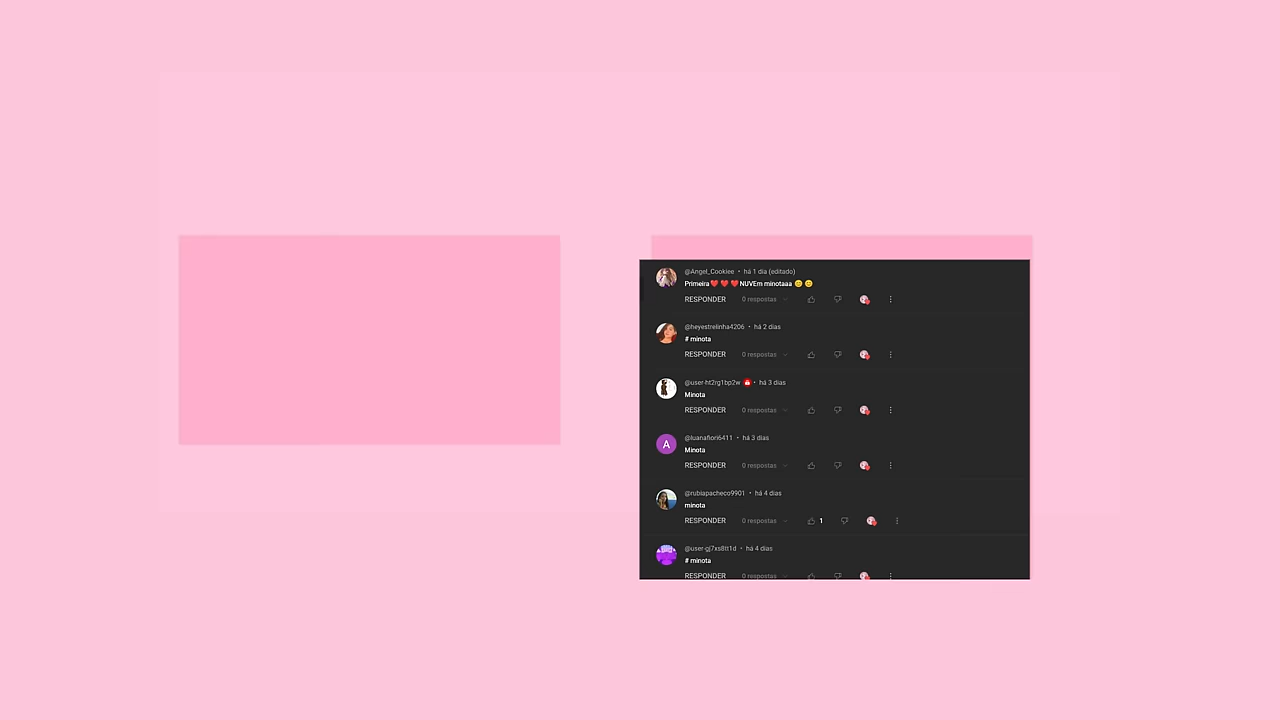 @Angel_Cookiee • há 1 dia (editado)
Primeira❤️ ❤️ ❤️NUVEm minotaaa 😊 😊
RESPONDER 0 respostas
@heyestrelinha4206 • há 2 dias
# minota
RESPONDER 0 respostas
@user-ht2rg1bp2w • há 3 dias
Minota
RESPONDER 0 respostas
A
@luanafiori6411 • há 3 dias
Minota
RESPONDER 0 respostas
@rubiapacheco9901 • há 4 dias
minota
RESPONDER 0 respostas 1
@user-gj7xs8tt1d • há 4 dias
# minota
RESPONDER 0 respostas